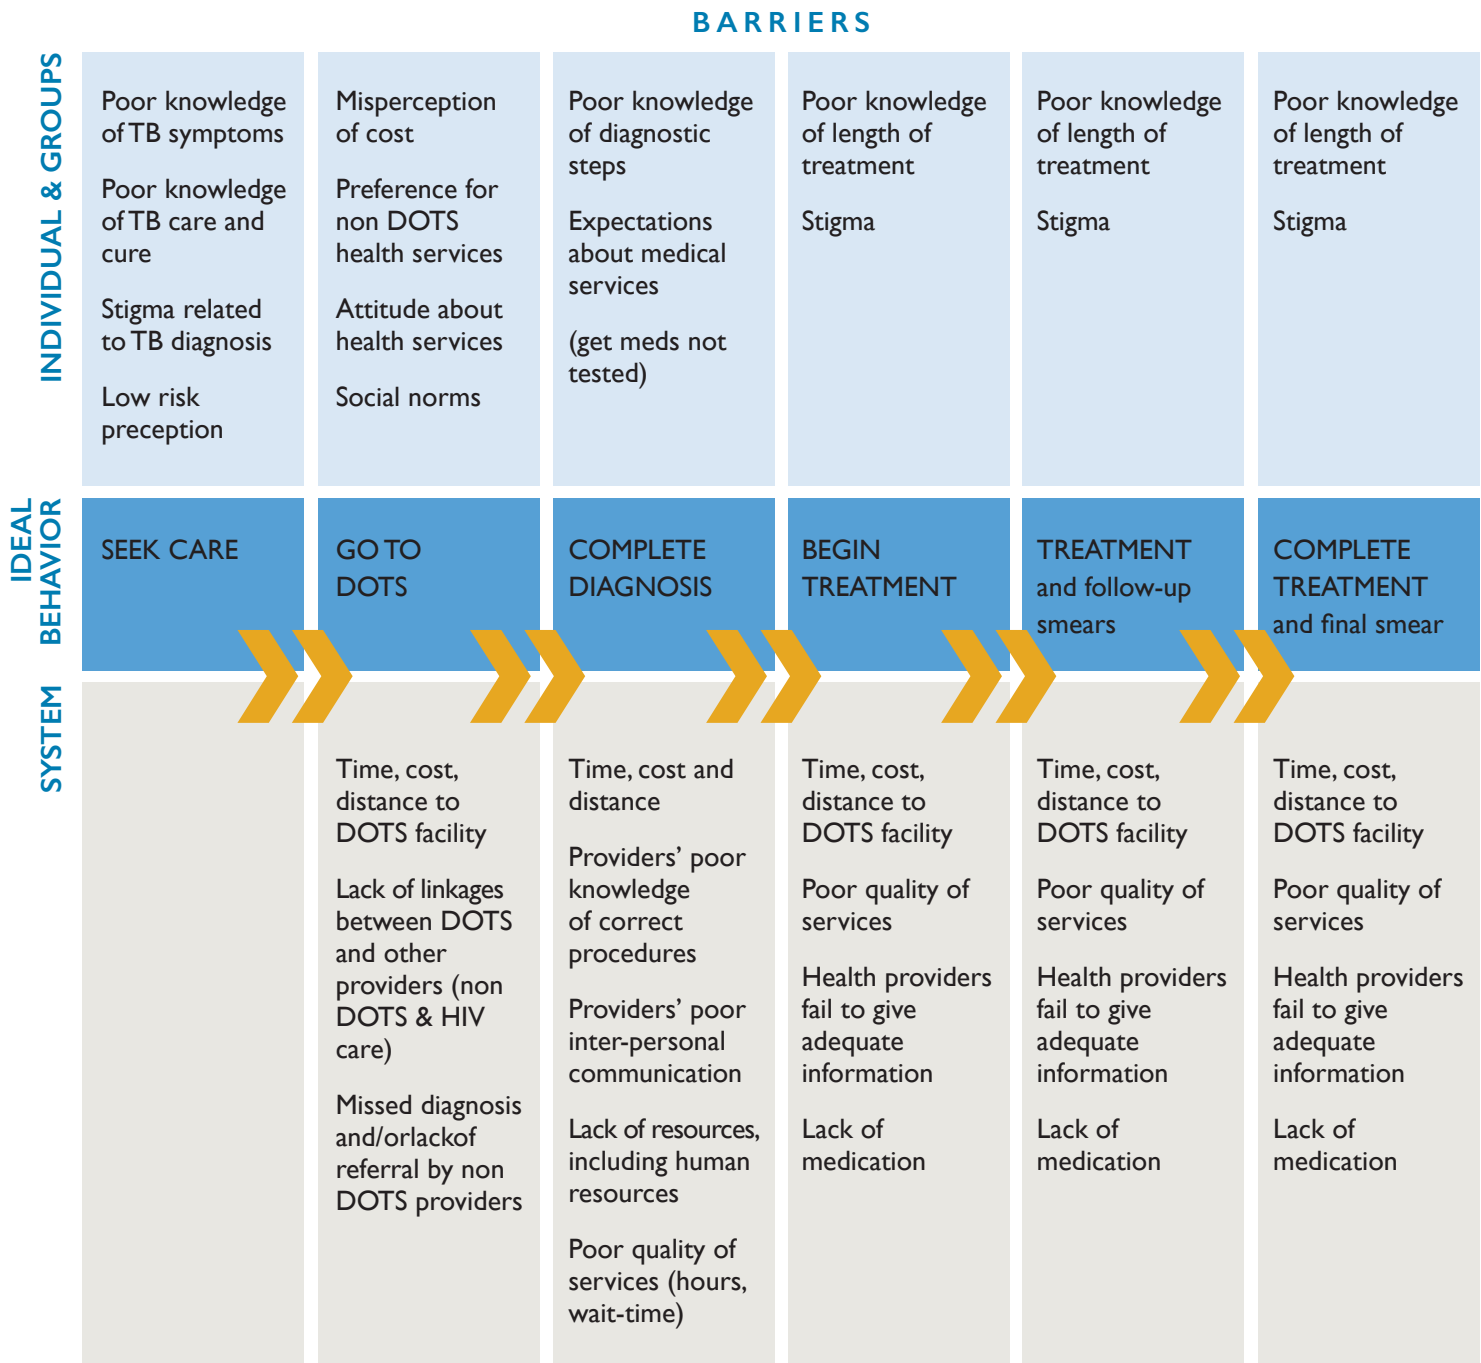 BARRIERS
INDIVIDUAL & GROUPS
Poor knowledge
of TB symptoms
Poor knowledge
of TB care and
cure
Stigma related
to TB diagnosis
Low risk
preception
Misperception
of cost
Preference for
non DOTS
health services
Attitude about
health services
Social norms
Poor knowledge
of diagnostic
steps
Expectations
about medical
services
(get meds not
tested)
Poor knowledge
of length of
treatment
Stigma
Poor knowledge
of length of
treatment
Stigma
Poor knowledge
of length of
treatment
Stigma
IDEAL
BEHAVIOR
SEEK CARE
GO TO
DOTS
COMPLETE
DIAGNOSIS
BEGIN
TREATMENT
TREATMENT
and follow-up
smears
COMPLETE
TREATMENT
and final smear
SYSTEM
Time, cost,
distance to
DOTS facility
Lack of linkages
between DOTS
and other
providers (non
DOTS & HIV
care)
Missed diagnosis
and/orlackof
referral by non
DOTS providers
Time, cost and
distance
Providers’ poor
knowledge
of correct
procedures
Providers’ poor
inter-personal
communication
Lack of resources,
including human
resources
Poor quality of
services (hours,
wait-time)
Time, cost,
distance to
DOTS facility
Poor quality of
services
Health providers
fail to give
adequate
information
Lack of
medication
Time, cost,
distance to
DOTS facility
Poor quality of
services
Health providers
fail to give
adequate
information
Lack of
medication
Time, cost,
distance to
DOTS facility
Poor quality of
services
Health providers
fail to give
adequate
information
Lack of
medication